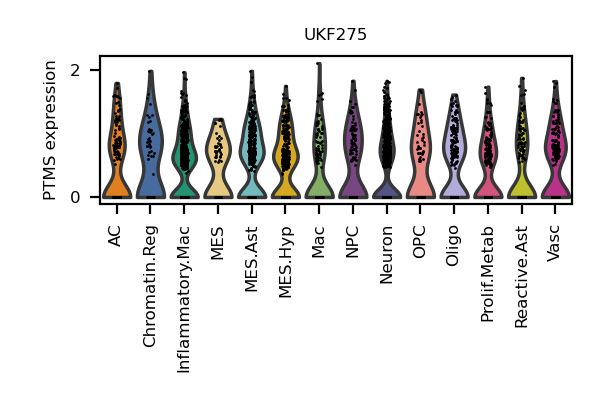 UKF275
PTMS expression
2
0
AC
Chromatin.Reg
Inflammatory.Mac
MES
MES.Ast
MES.Hyp
Mac
NPC
Neuron
OPC
Oligo
Prolif.Metab
Reactive.Ast
Vasc